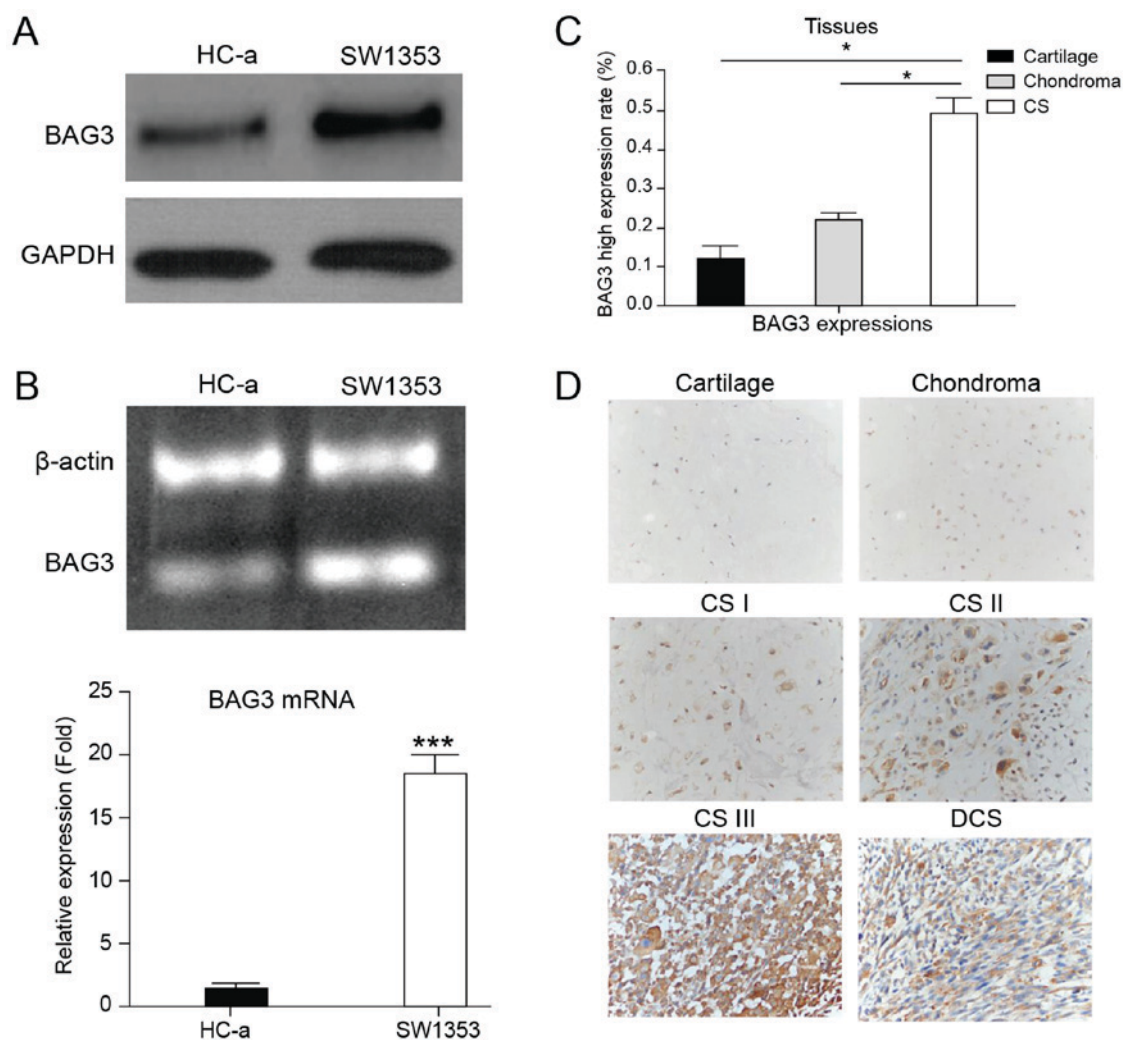 A
HC-a SW1353
BAG3
GAPDH
B
HC-a SW1353
β-actin
BAG3
BAG3 mRNA
Relative expression (Fold)
25
20
15
10
5
0
***
HC-a SW1353
C
Tissues
*
*
Cartilage
Chondroma
CS
BAG3 high expression rate (%)
0.6
0.5
0.4
0.3
0.2
0.1
0.0
BAG3 expressions
D
Cartilage Chondroma
CS I CS II
CS III DCS